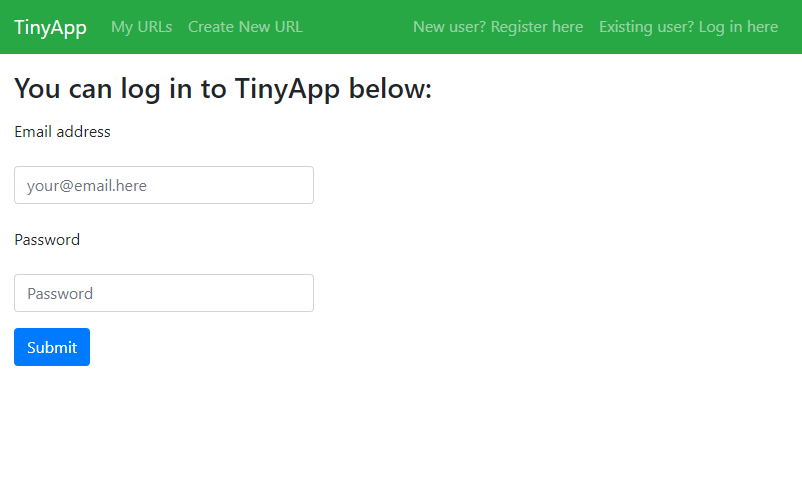 TinyApp My URLs Create New URL New user? Register here Existing user? Log in here
You can log in to TinyApp below:
Email address
your@email.here
Password
Password
Submit